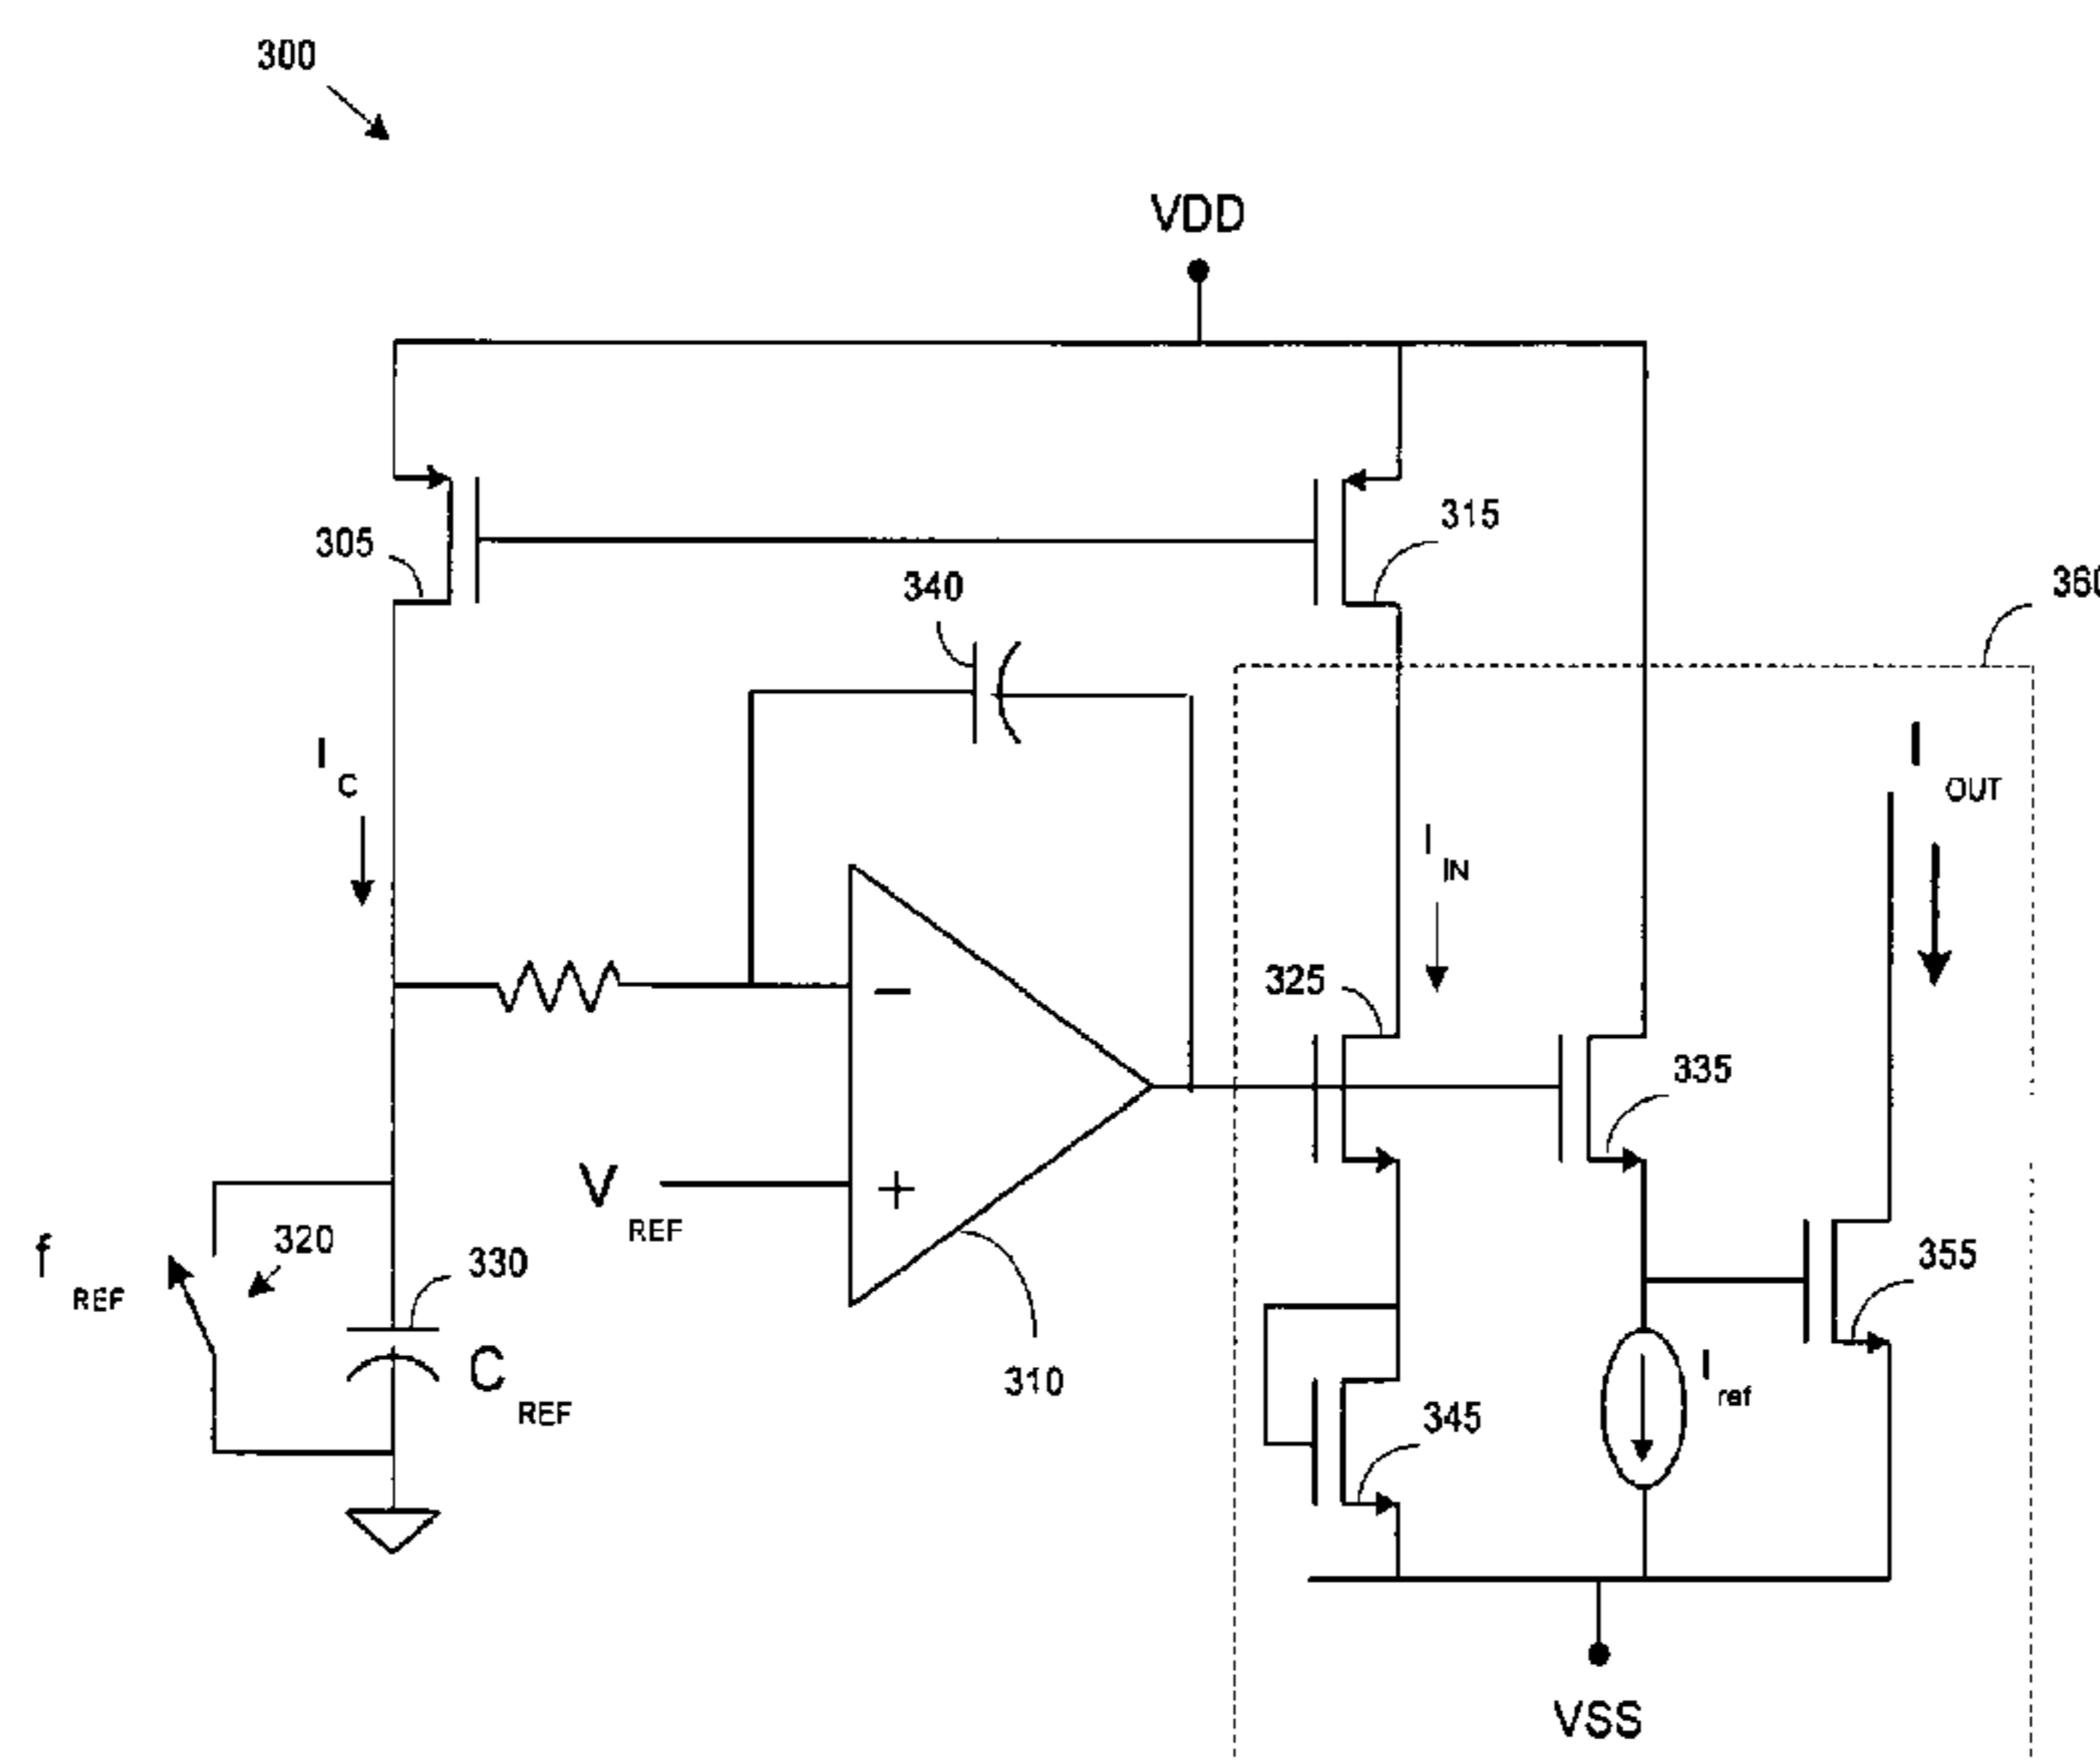 300
VDD
305
315
340
360
I C
I OUT
I IN
325
335
−
V REF
+
f REF
320
330
355
C REF
310
I ref
345
VSS